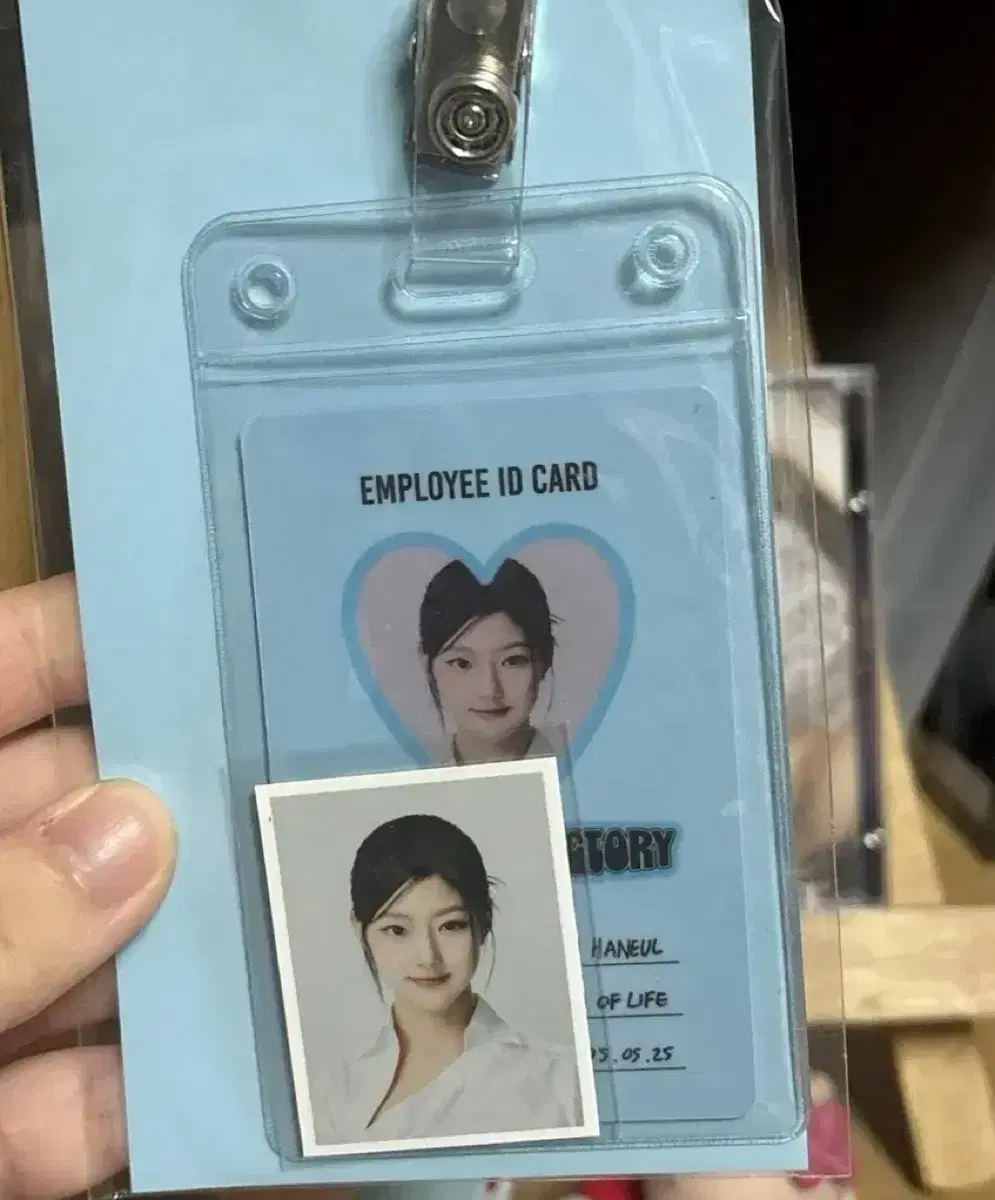 EMPLOYEE ID CARD
CTORY
HANEUL
OF LIFE
5.05.25